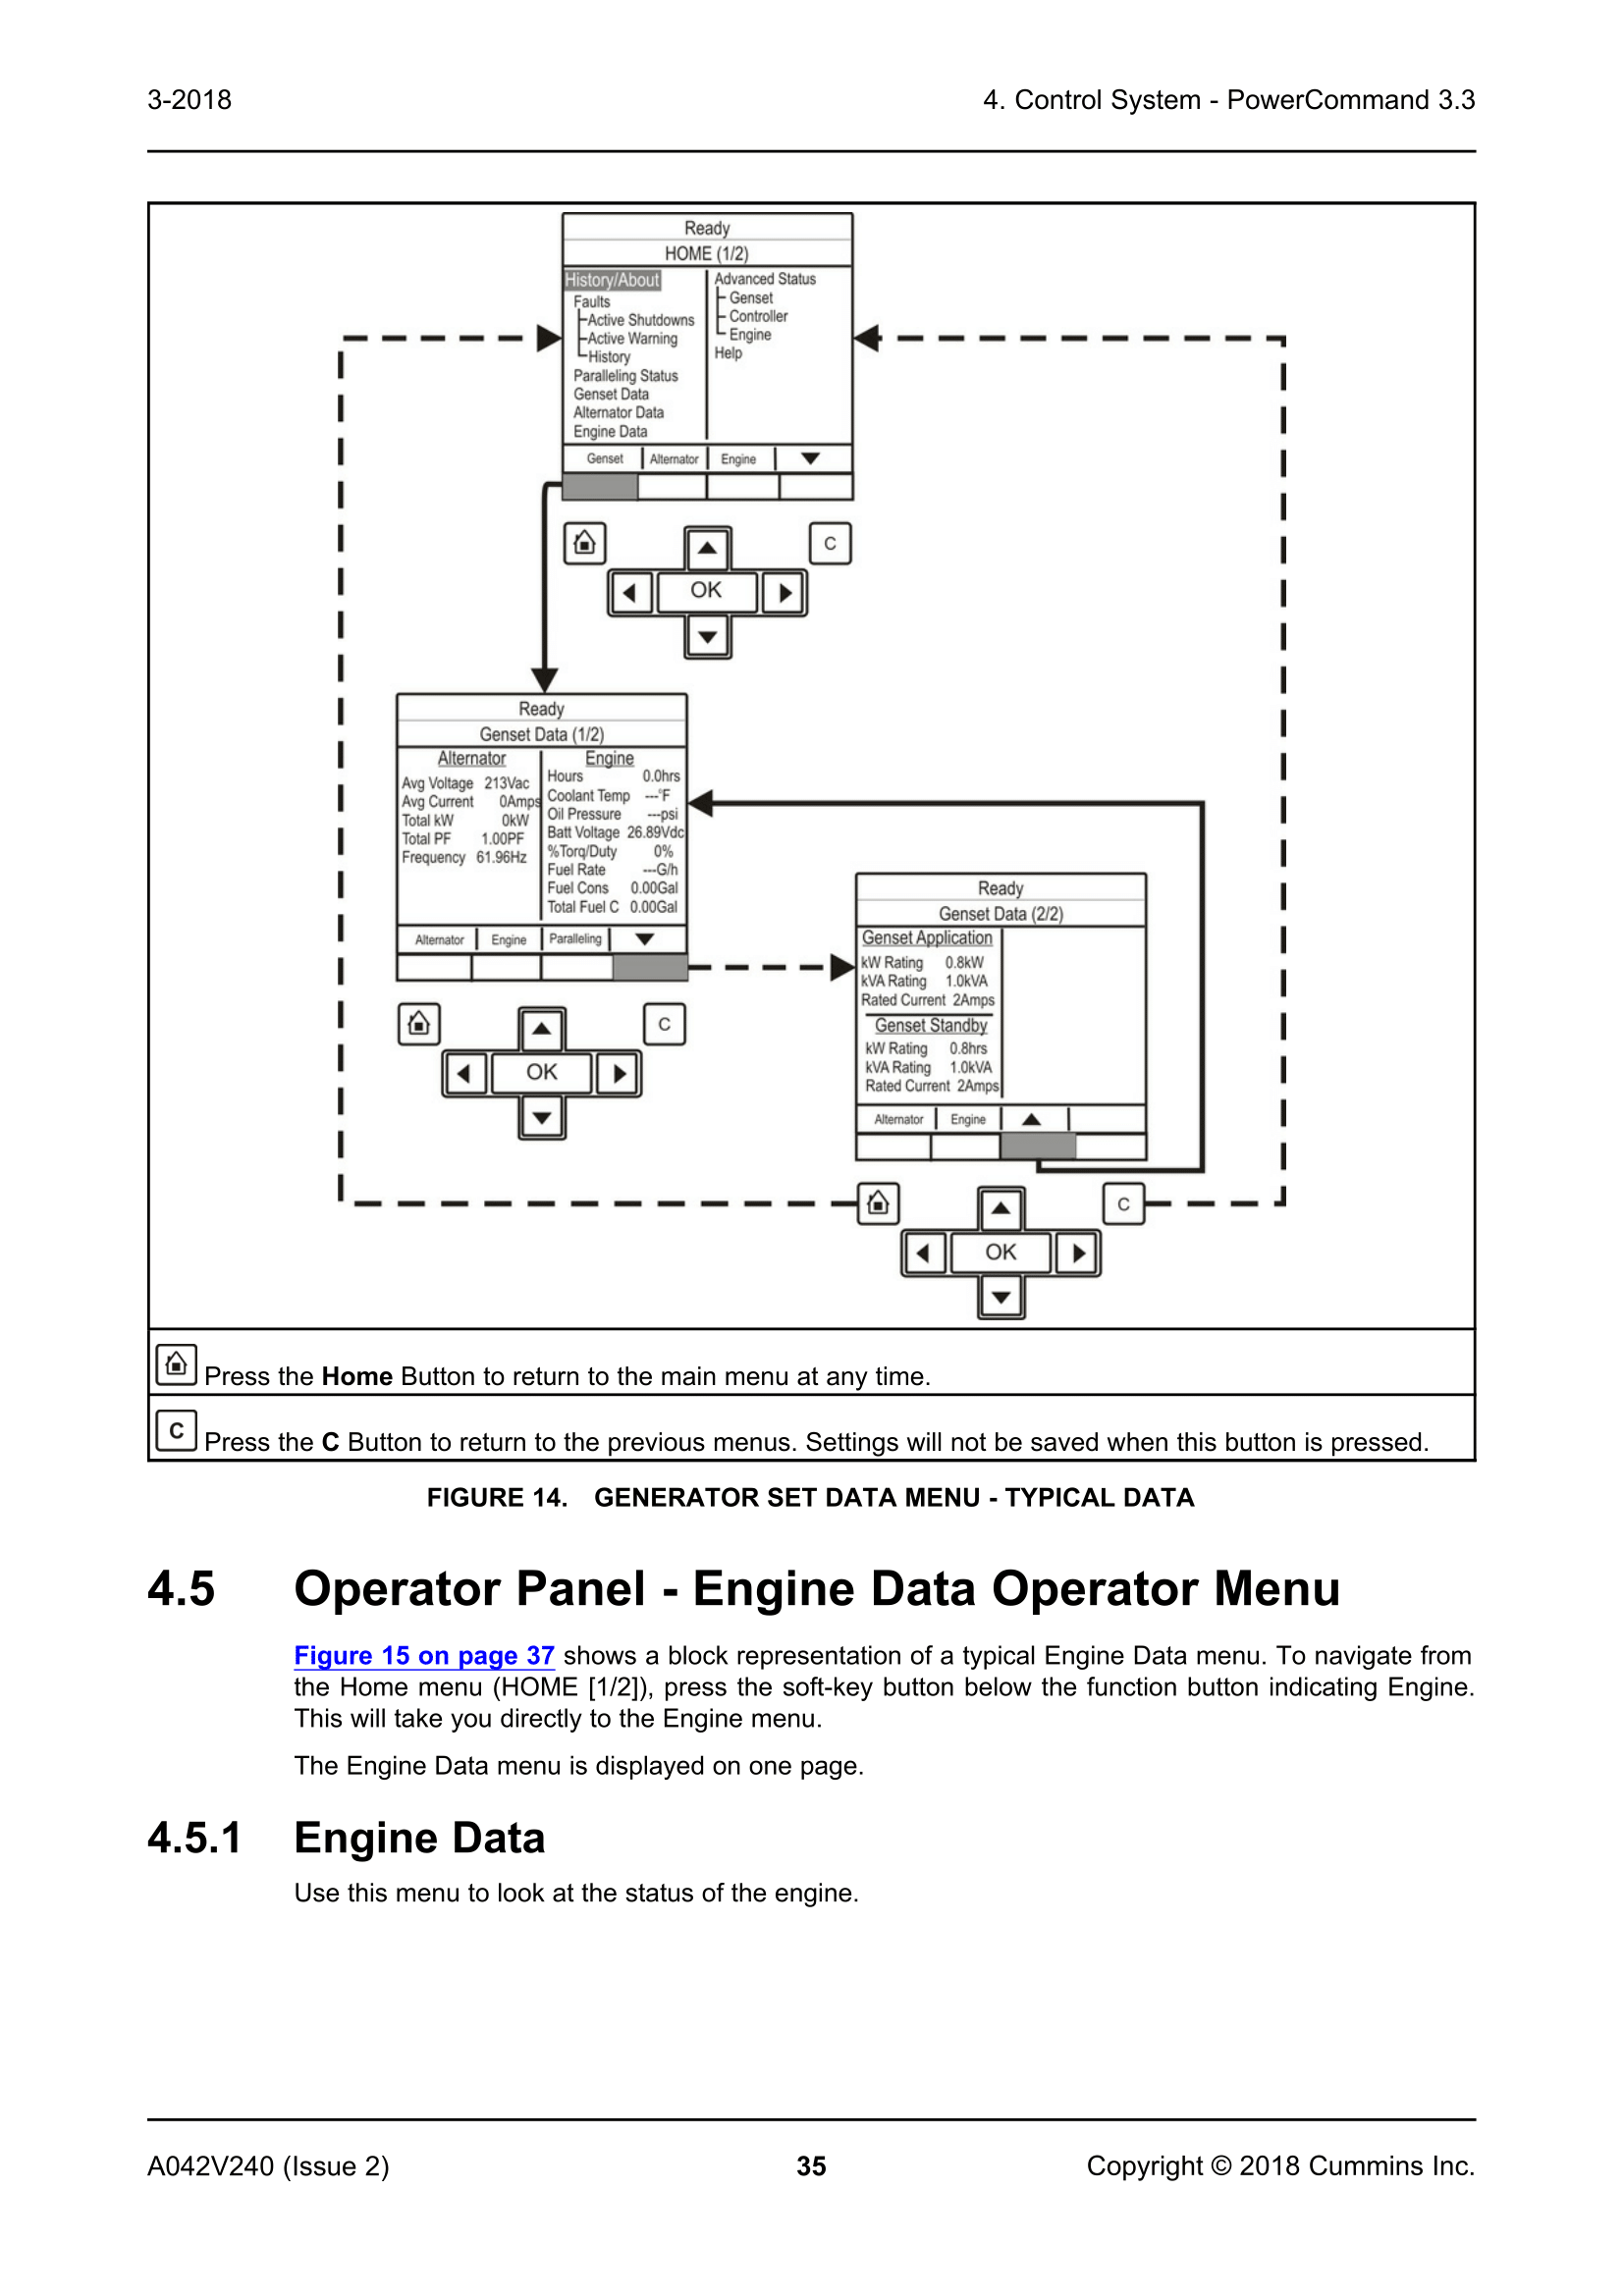 3-2018
4. Control System - PowerCommand 3.3
Ready
HOME (1/2)
History/About
Faults
Active Shutdowns
Active Warning
History
Paralleling Status
Genset Data
Alternator Data
Engine Data
Advanced Status
Genset
Controller
Engine
Help
Genset Alternator Engine
C
OK
Ready
Genset Data (1/2)
Alternator
Avg Voltage 213Vac
Avg Current 0Amps
Total kW 0kW
Total PF 1.00PF
Frequency 61.96Hz
Engine
Hours 0.0hrs
Coolant Temp ---°F
Oil Pressure ---psi
Batt Voltage 26.89Vdc
%Torq/Duty 0%
Fuel Rate ---G/h
Fuel Cons 0.00Gal
Total Fuel C 0.00Gal
Alternator Engine Paralleling
C
OK
Ready
Genset Data (2/2)
Genset Application
kW Rating 0.8kW
kVA Rating 1.0kVA
Rated Current 2Amps
Genset Standby
kW Rating 0.8hrs
kVA Rating 1.0kVA
Rated Current 2Amps
Alternator Engine
C
OK
Press the Home Button to return to the main menu at any time.
C Press the C Button to return to the previous menus. Settings will not be saved when this button is pressed.
FIGURE 14. GENERATOR SET DATA MENU - TYPICAL DATA
4.5 Operator Panel - Engine Data Operator Menu
Figure 15 on page 37 shows a block representation of a typical Engine Data menu. To navigate from
the Home menu (HOME [1/2]), press the soft-key button below the function button indicating Engine.
This will take you directly to the Engine menu.
The Engine Data menu is displayed on one page.
4.5.1 Engine Data
Use this menu to look at the status of the engine.
A042V240 (Issue 2)
35
Copyright © 2018 Cummins Inc.